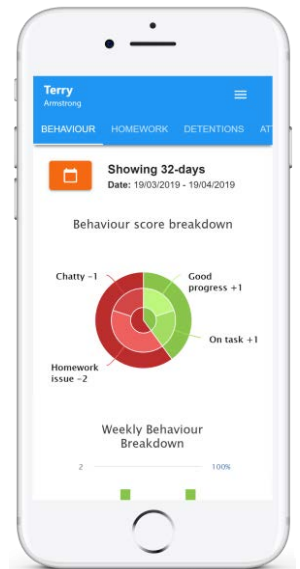 Terry
Armstrong
BEHAVIOUR HOMEWORK DETENTIONS AT
Showing 32-days
Date: 19/03/2019 - 19/04/2019
Behaviour score breakdown
Chatty −1
Good
progress +1
On task +1
Homework
issue −2
Weekly Behaviour
Breakdown
2 100%